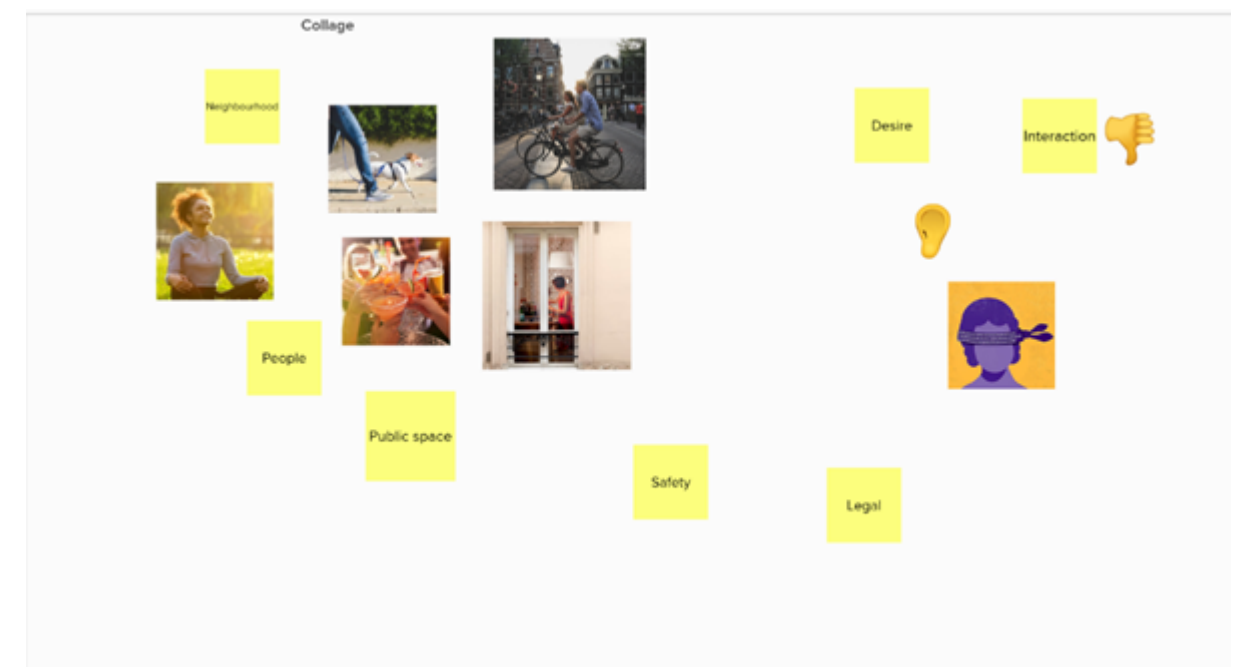 Collage
Neighbourhood
Desire
Interaction
People
Public space
Safety
Legal